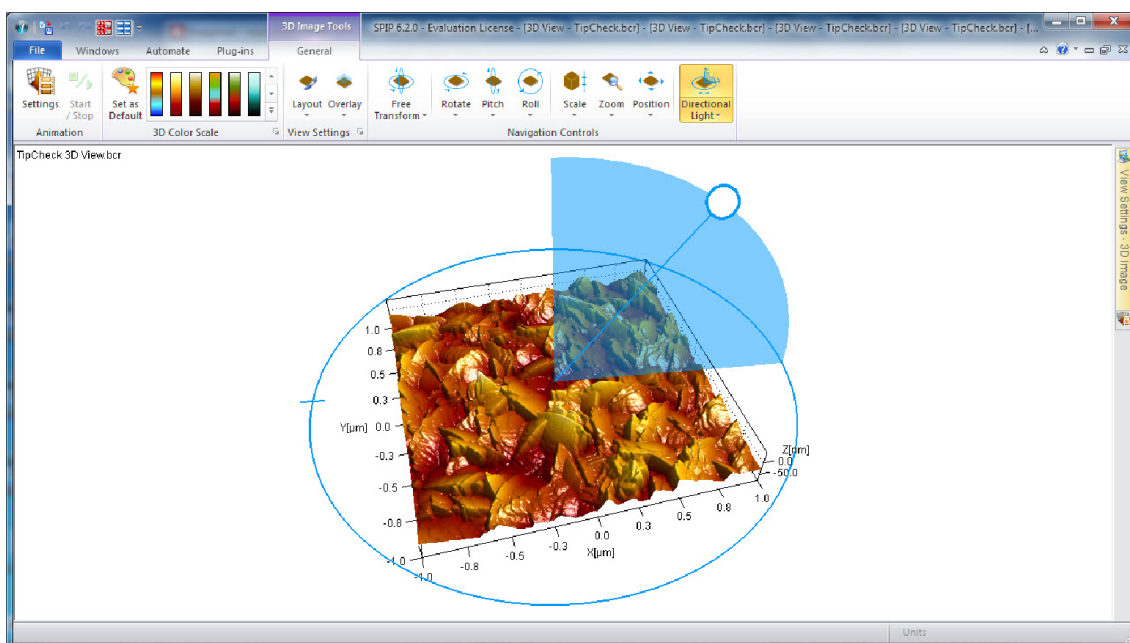 3D Image Tools
SPIP 6.2.0 - Evaluation License - [3D View - TipCheck.bcr] - [3D View - TipCheck.bcr] - [3D View - TipCheck.bcr] - [3D View - TipCheck.bcr] - [...
File Windows Automate Plug-ins General
Settings Start / Stop Set as Default Layout Overlay Free Transform Rotate Pitch Roll Scale Zoom Position Directional Light
Animation 3D Color Scale View Settings Navigation Controls
TipCheck 3D View.bcr
View Settings - 3D Image
1.0
0.8
0.5
0.3
Y[µm] 0.0
-0.3
-0.5
-0.8
-1.0
-1.0 -0.8 -0.5 -0.3 0.0 0.3 0.5 0.8 1.0
X[µm]
Z[nm]
0.0
-50.0
Units